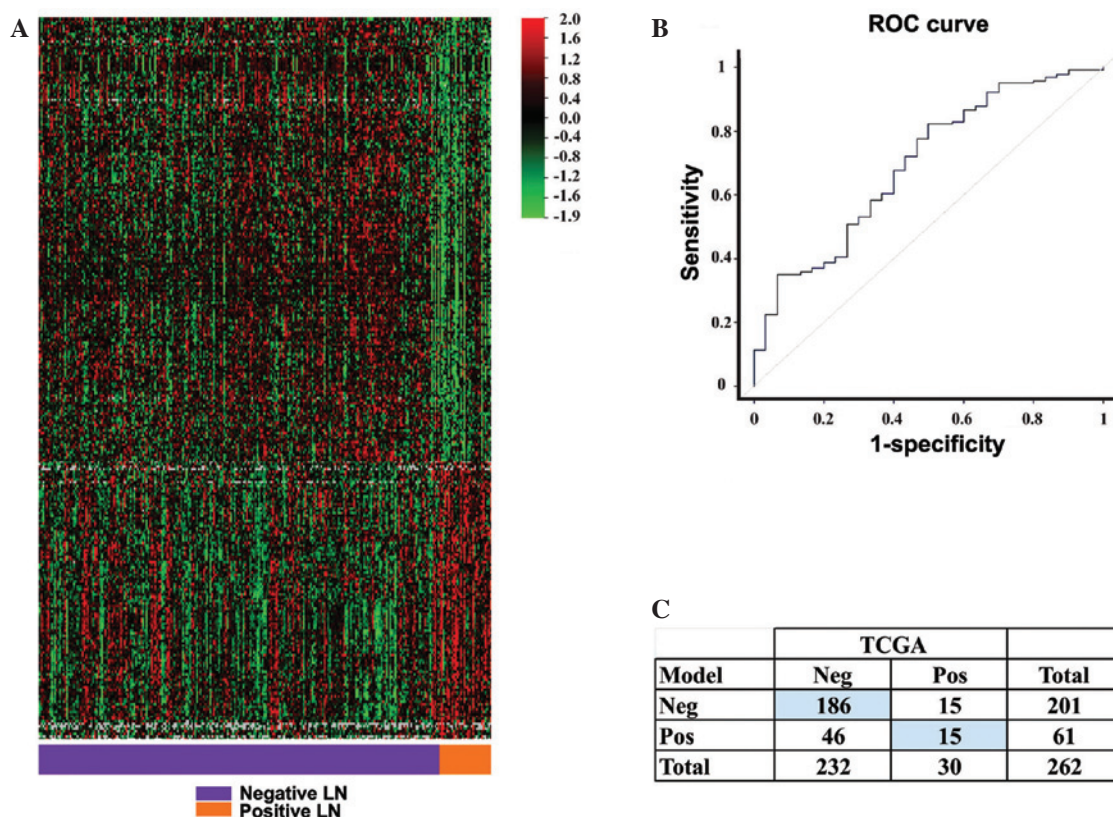 A
2.0
1.6
1.2
0.8
0.4
0.0
-0.4
-0.8
-1.2
-1.6
-1.9
Negative LN
Positive LN
B
ROC curve
1
0.8
0.6
0.4
0.2
0
Sensitivity
0 0.2 0.4 0.6 0.8 1
1-specificity
C
TCGA
Model Neg Pos Total
Neg 186 15 201
Pos 46 15 61
Total 232 30 262